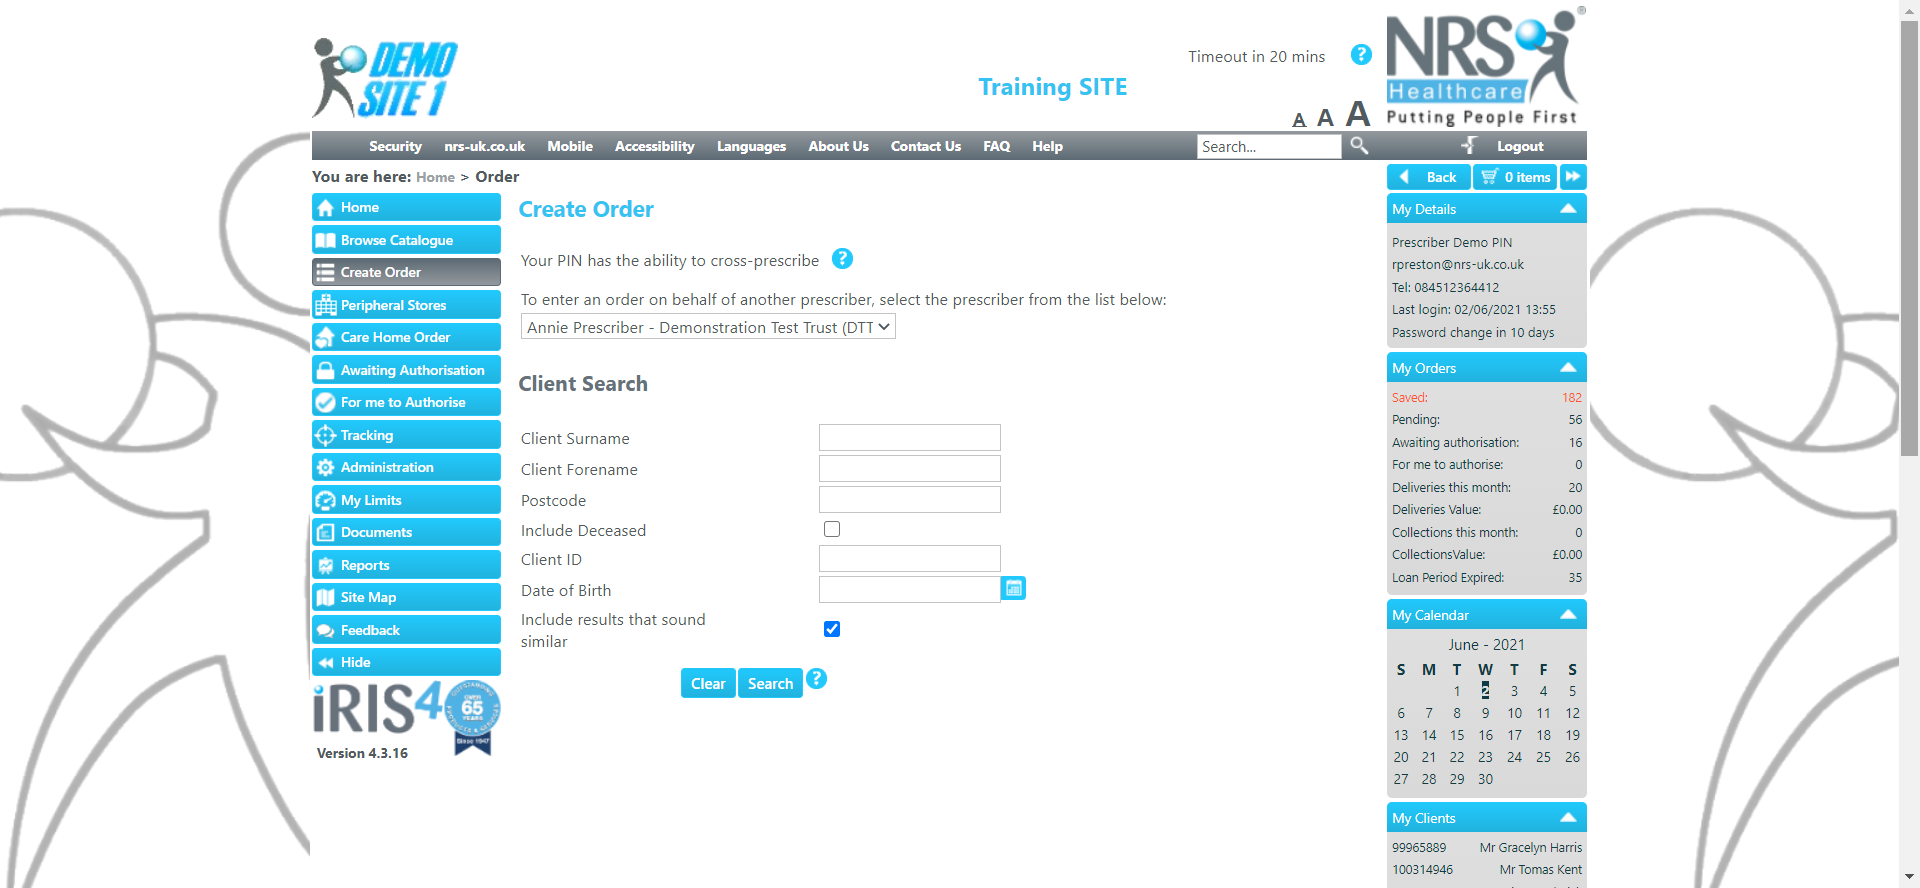 DEMO
SITE 1
Training SITE
Timeout in 20 mins
?
A A A
NRS
®
Healthcare
Putting People First
Security nrs-uk.co.uk Mobile Accessibility Languages About Us Contact Us FAQ Help Search... Logout
You are here: Home > Order
Back 0 items
Home
Browse Catalogue
Create Order
Peripheral Stores
Care Home Order
Awaiting Authorisation
For me to Authorise
Tracking
Administration
My Limits
Documents
Reports
Site Map
Feedback
Hide
iRIS4
OVER
65
YEARS
Since 1947
Version 4.3.16
Create Order
Your PIN has the ability to cross-prescribe ?
To enter an order on behalf of another prescriber, select the prescriber from the list below:
Annie Prescriber - Demonstration Test Trust (DTT
Client Search
Client Surname
Client Forename
Postcode
Include Deceased
Client ID
Date of Birth
Include results that sound
similar
Clear Search ?
My Details
Prescriber Demo PIN
rpreston@nrs-uk.co.uk
Tel: 084512364412
Last login: 02/06/2021 13:55
Password change in 10 days
My Orders
Saved: 182
Pending: 56
Awaiting authorisation: 16
For me to authorise: 0
Deliveries this month: 20
Deliveries Value: £0.00
Collections this month: 0
CollectionsValue: £0.00
Loan Period Expired: 35
My Calendar
June - 2021
S M T W T F S
1 2 3 4 5
6 7 8 9 10 11 12
13 14 15 16 17 18 19
20 21 22 23 24 25 26
27 28 29 30
My Clients
99965889 Mr Gracelyn Harris
100314946 Mr Tomas Kent